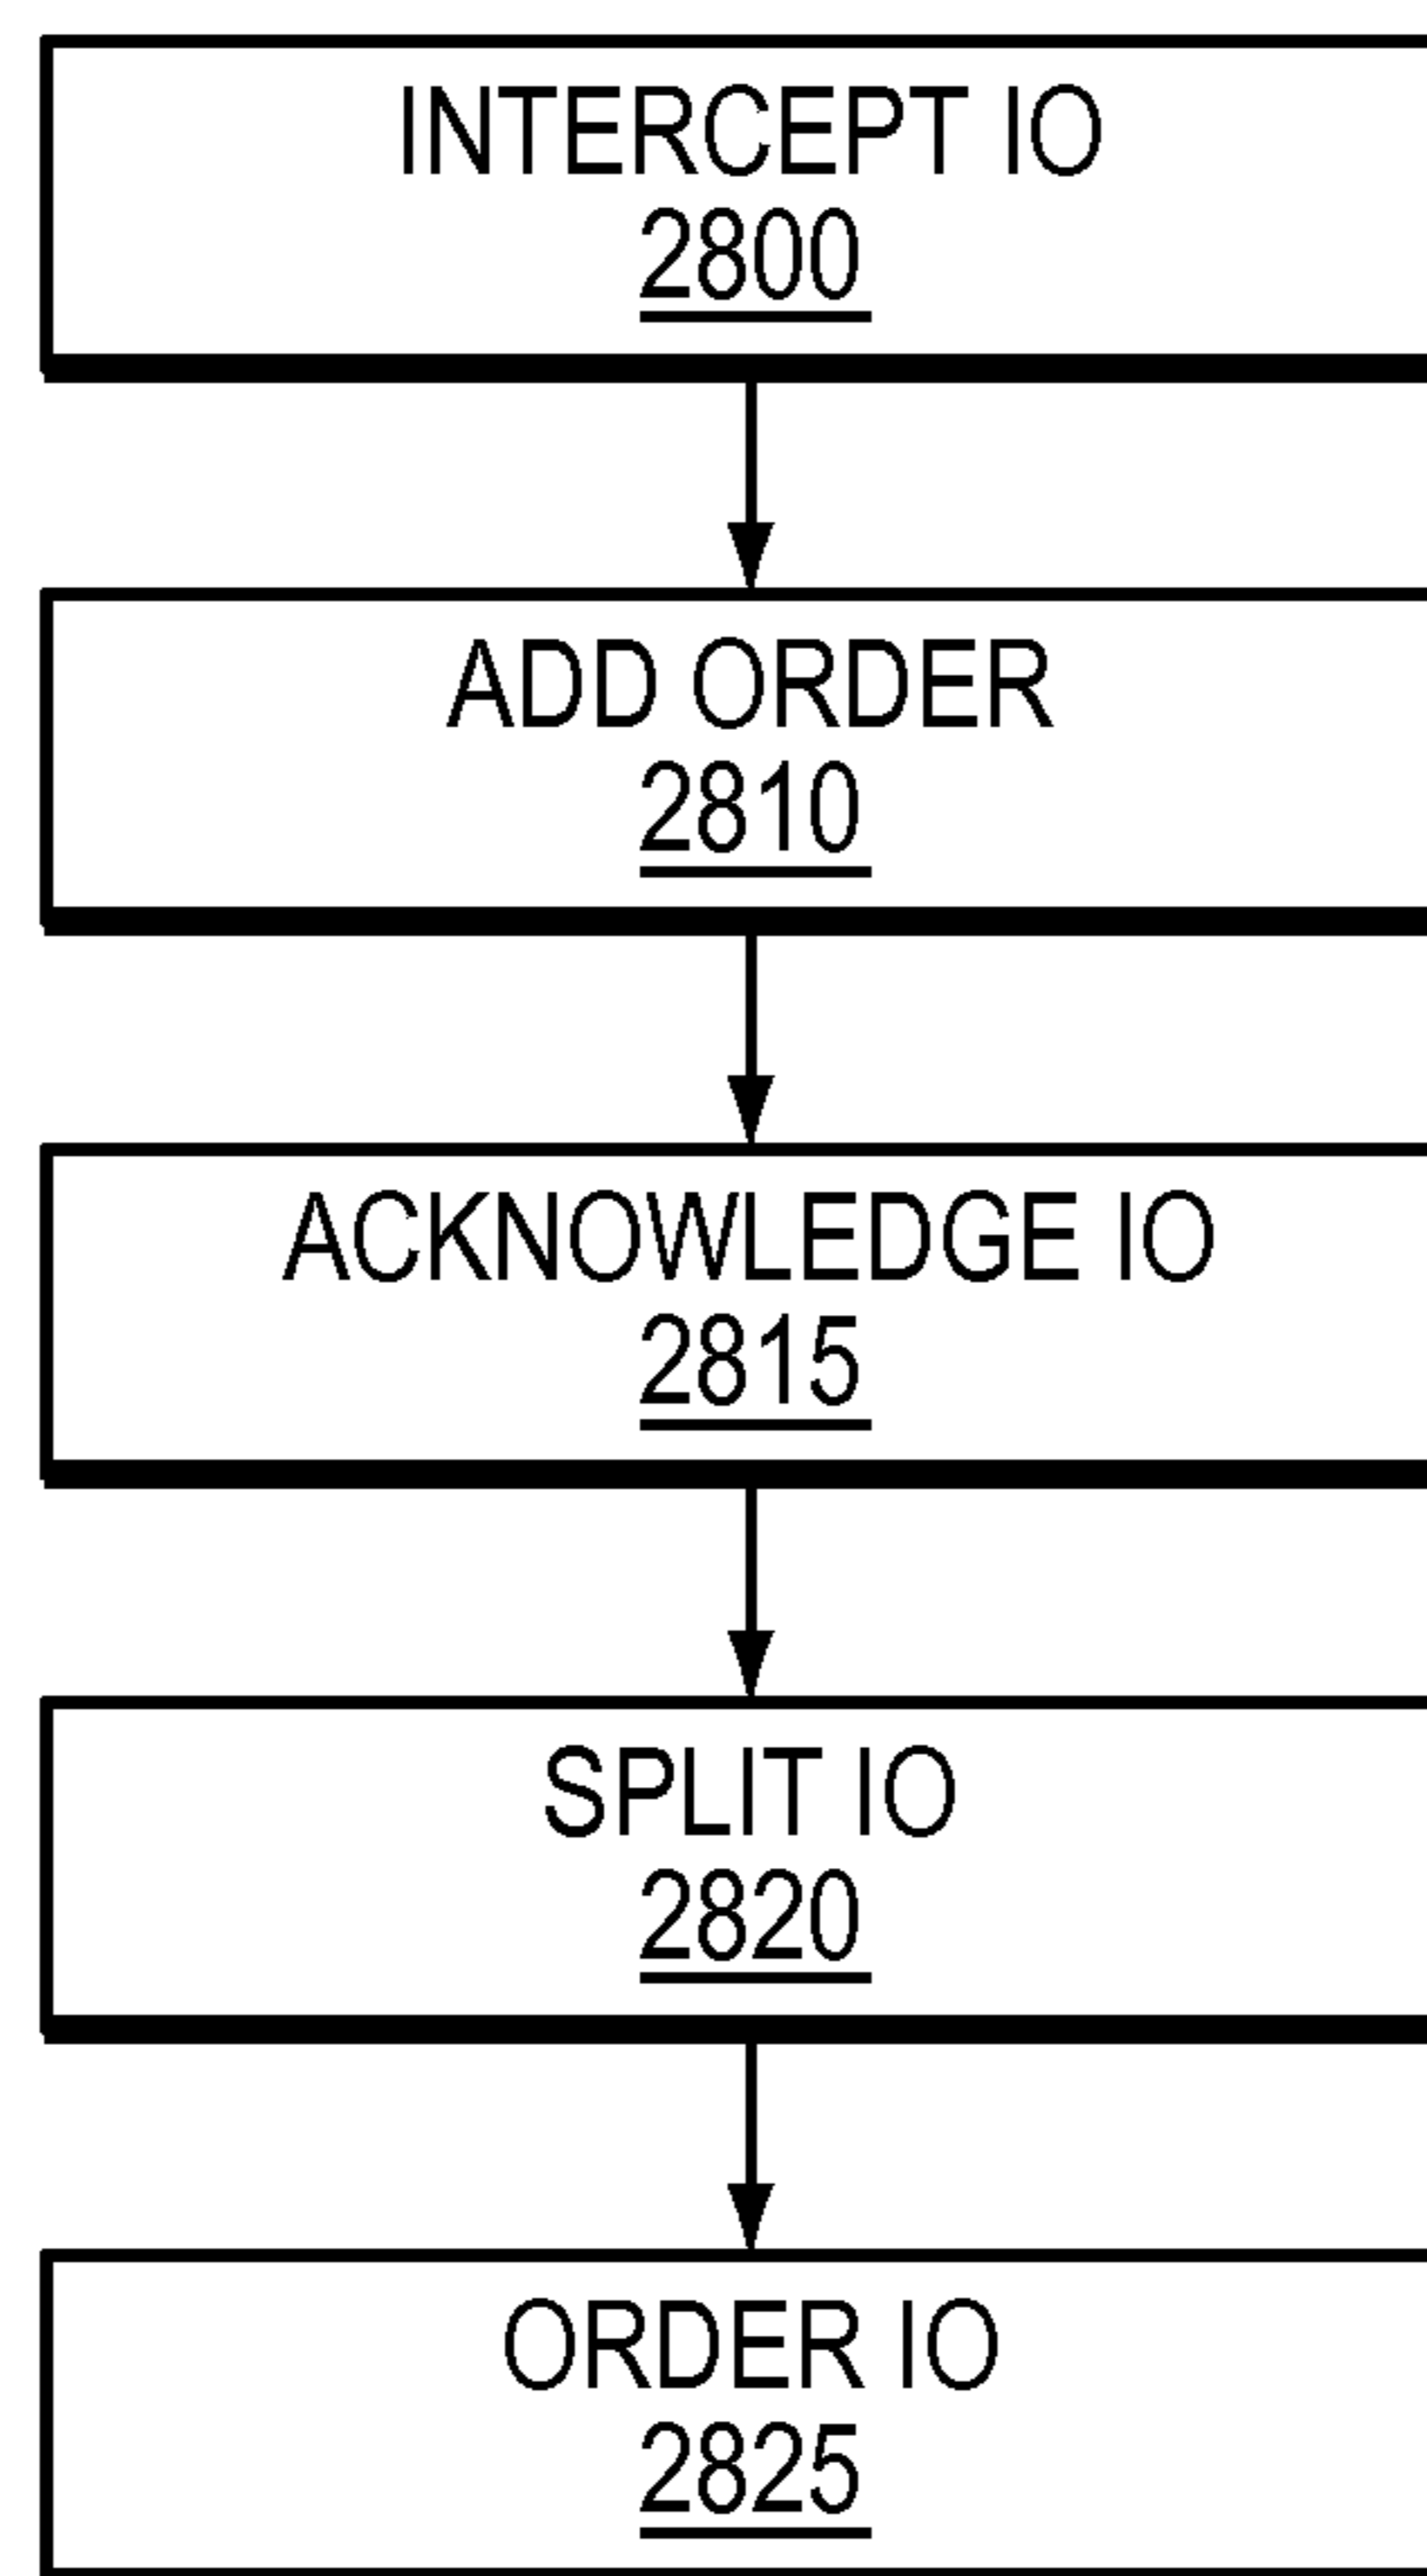 INTERCEPT IO
2800
ADD ORDER
2810
ACKNOWLEDGE IO
2815
SPLIT IO
2820
ORDER IO
2825